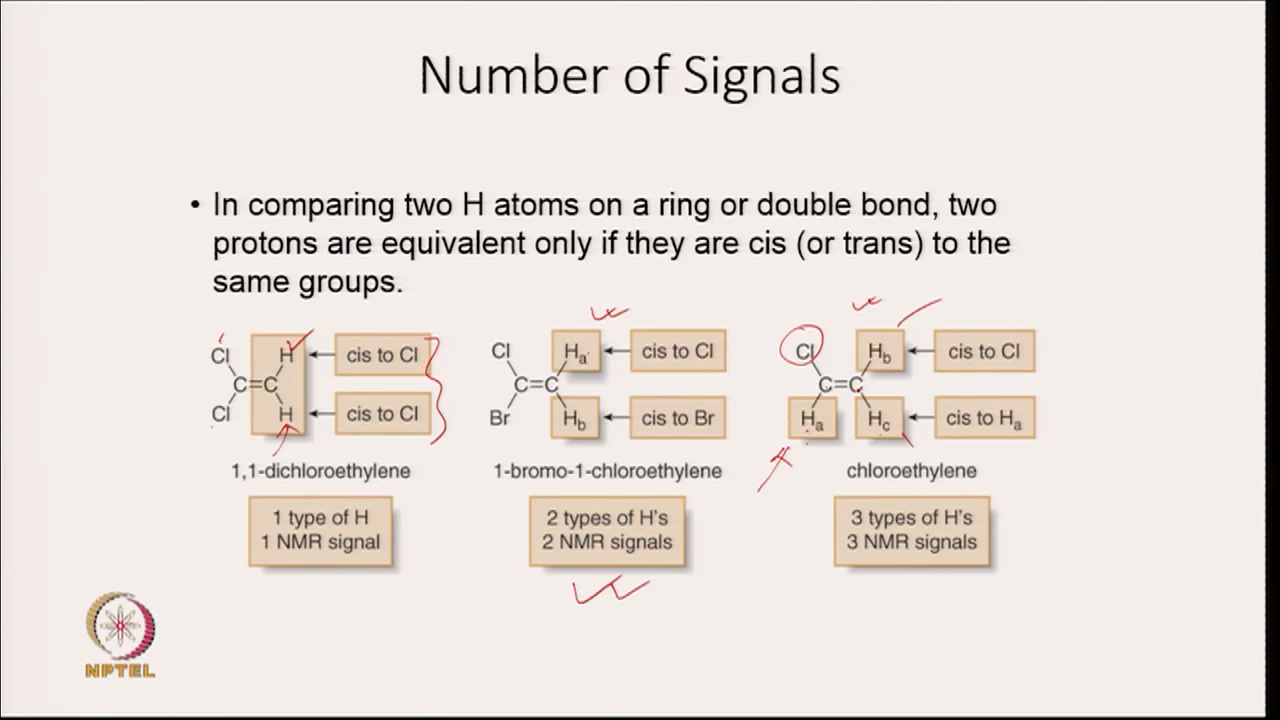 Number of Signals
• In comparing two H atoms on a ring or double bond, two
protons are equivalent only if they are cis (or trans) to the
same groups.
Cl H cis to Cl
C=C
Cl H cis to Cl
1,1-dichloroethylene
1 type of H
1 NMR signal
Cl Ha cis to Cl
C=C
Br Hb cis to Br
1-bromo-1-chloroethylene
2 types of H's
2 NMR signals
Cl Hb cis to Cl
C=C
Ha Hc cis to Ha
chloroethylene
3 types of H's
3 NMR signals
NPTEL